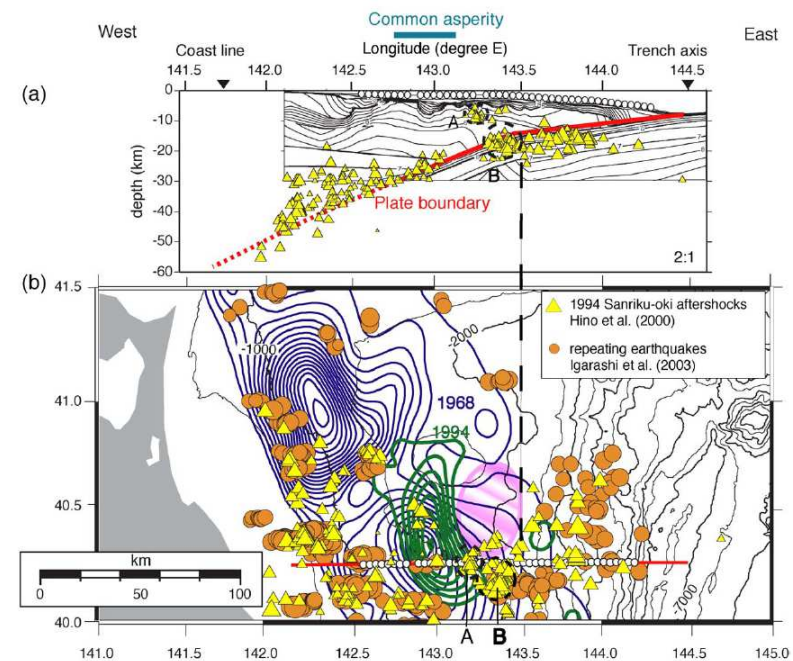 Common asperity
West
East
Coast line
Longitude (degree E)
Trench axis
141.5 142.0 142.5 143.0 143.5 144.0 144.5
(a)
0
-10
-20
-30
-40
-50
-60
depth (km)
A
B
7
7
Plate boundary
2:1
(b)
41.5
41.0
40.5
40.0
-1000
-2000
-7000
1968
1994
1994 Sanriku-oki aftershocks
Hino et al. (2000)
repeating earthquakes
Igarashi et al. (2003)
km
0 50 100
A B
141.0 142.0 142.5 143.0 143.5 144.0 144.5 145.0